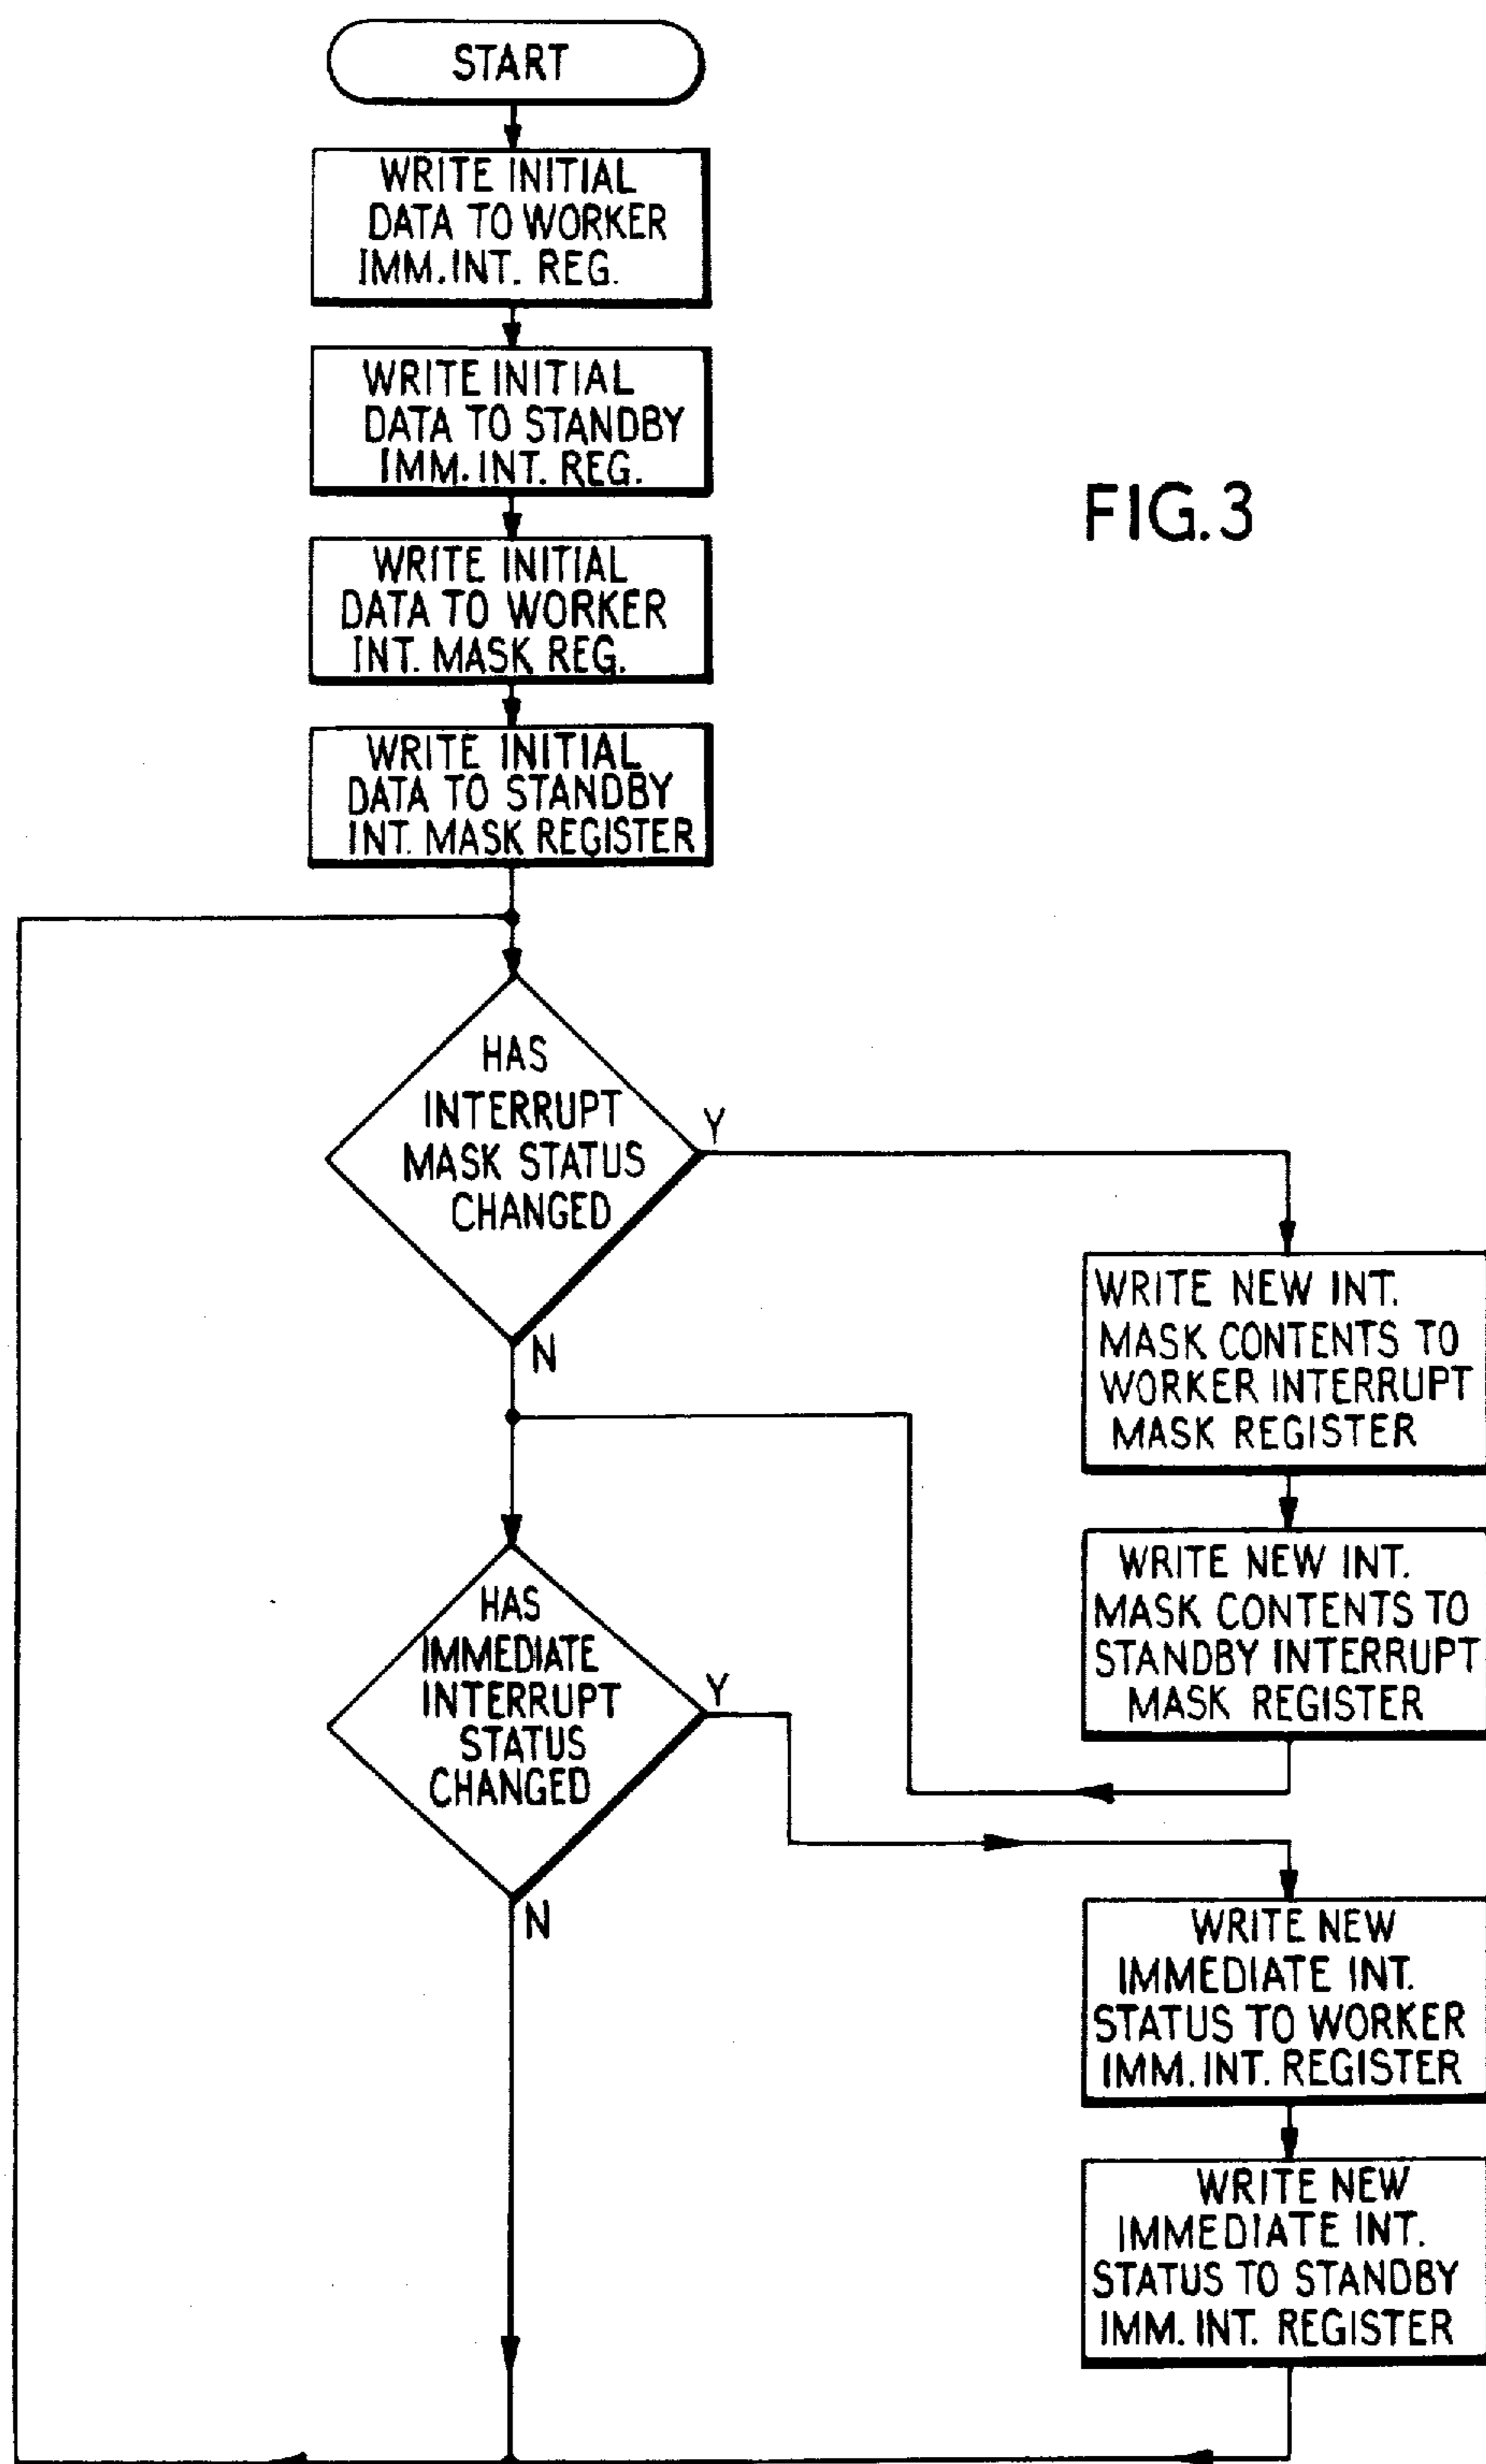 START
WRITE INITIAL
DATA TO WORKER
IMM.INT. REG.
WRITE INITIAL
DATA TO STANDBY
IMM.INT. REG.
FIG.3
WRITE INITIAL
DATA TO WORKER
INT. MASK REG.
WRITE INITIAL
DATA TO STANDBY
INT. MASK REGISTER
HAS
INTERRUPT
MASK STATUS
CHANGED
Y
N
WRITE NEW INT.
MASK CONTENTS TO
WORKER INTERRUPT
MASK REGISTER
WRITE NEW INT.
MASK CONTENTS TO
STANDBY INTERRUPT
MASK REGISTER
HAS
IMMEDIATE
INTERRUPT
STATUS
CHANGED
Y
N
WRITE NEW
IMMEDIATE INT.
STATUS TO WORKER
IMM.INT. REGISTER
WRITE NEW
IMMEDIATE INT.
STATUS TO STANDBY
IMM.INT. REGISTER